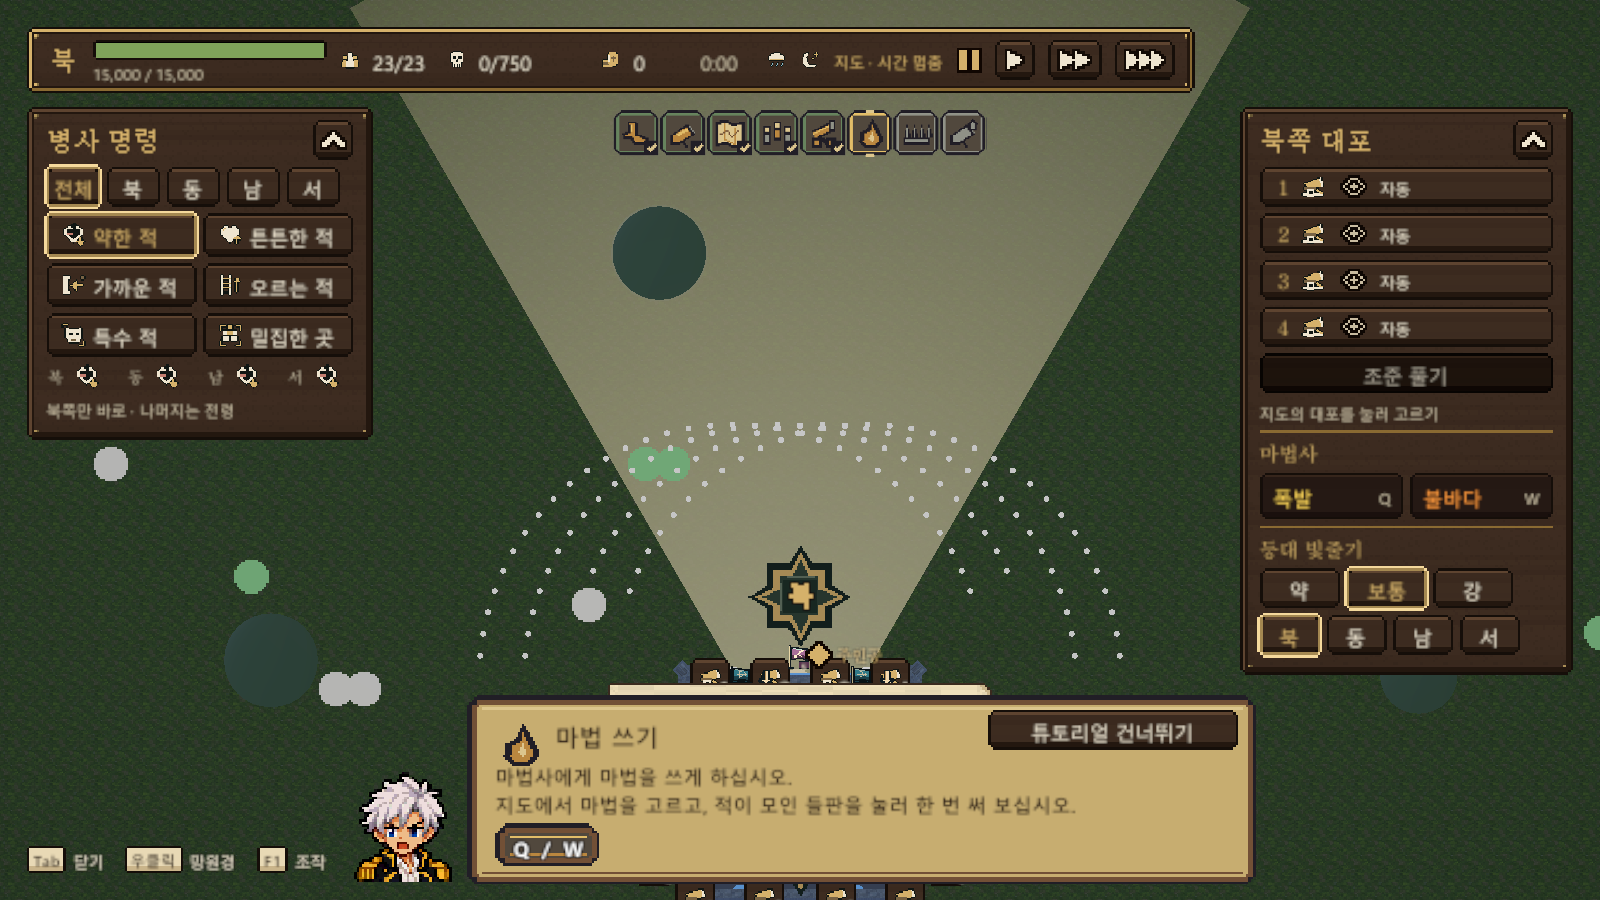 북
15,000 / 15,000
23/23
0/750
0
0:00
지도 · 시간 멈춤
병사 명령
전체 북 동 남 서
약한 적 튼튼한 적
가까운 적 오르는 적
특수 적 밀집한 곳
북 동 남 서
북쪽만 바로 · 나머지는 전령
북쪽 대포
1 자동
2 자동
3 자동
4 자동
조준 풀기
지도의 대포를 눌러 고르기
마법사
폭발 Q 불바다 W
등대 빛줄기
약 보통 강
북 동 남 서
마법 쓰기
튜토리얼 건너뛰기
마법사에게 마법을 쓰게 하십시오.
지도에서 마법을 고르고, 적이 모인 들판을 눌러 한 번 써 보십시오.
Q / W
Tab 닫기 우클릭 망원경 F1 조작